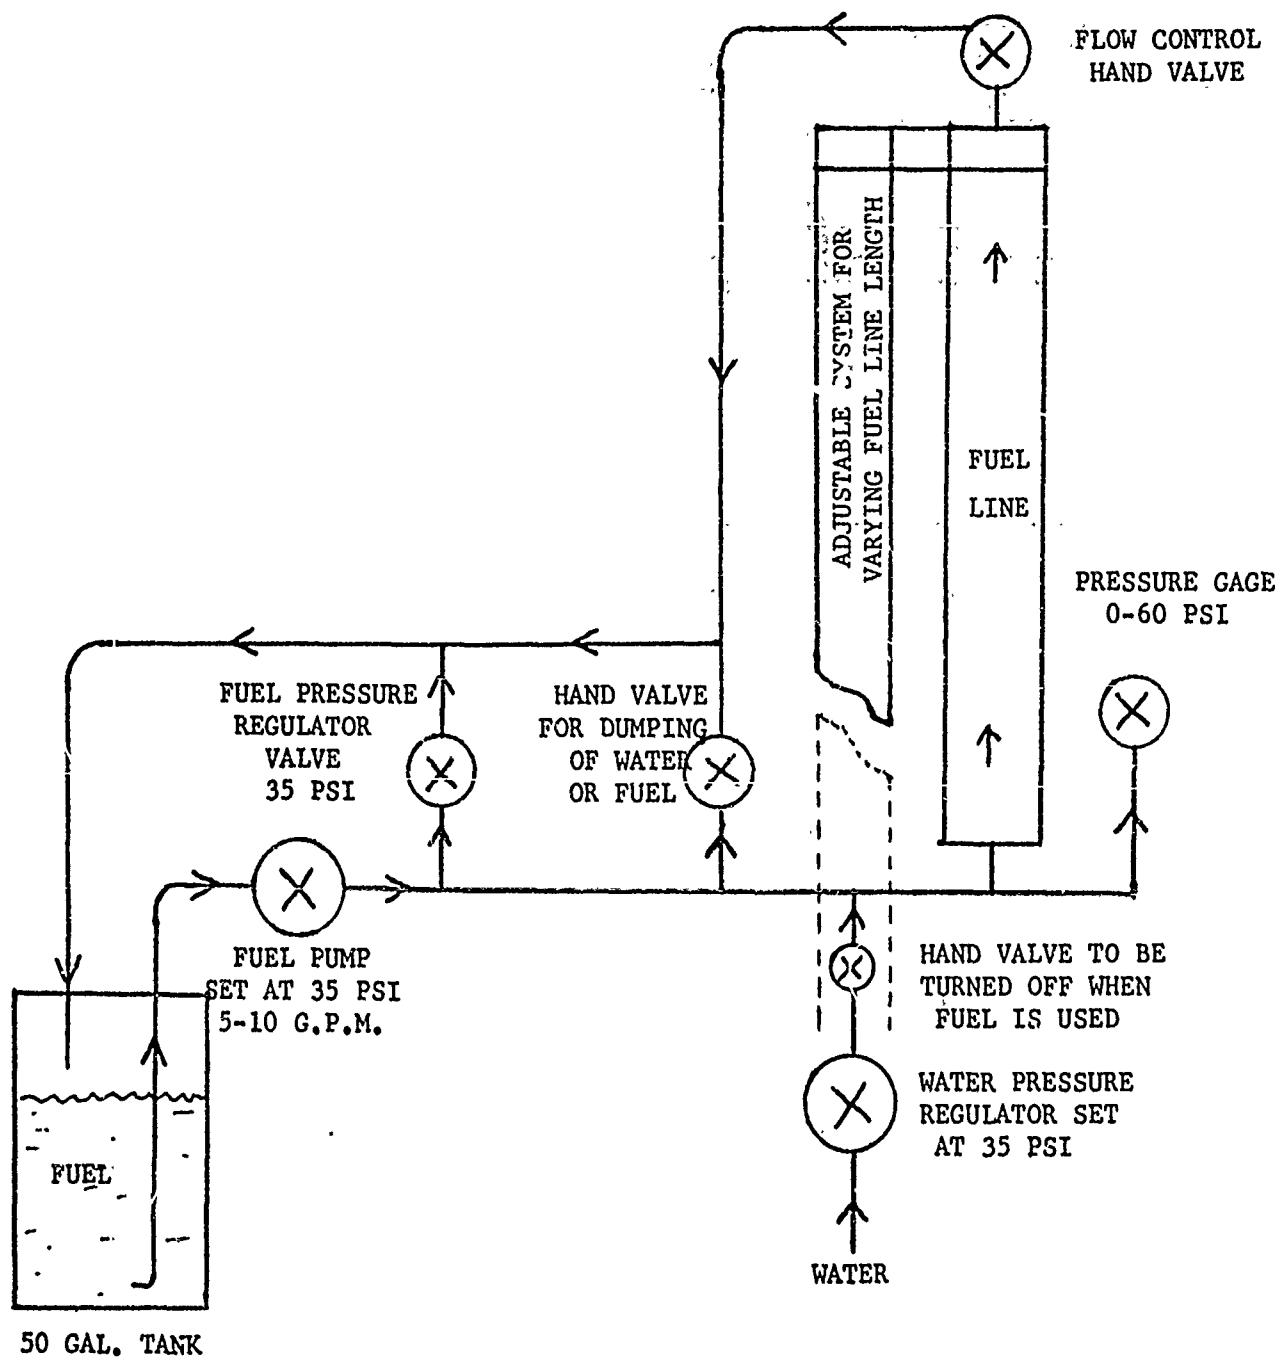 FLOW CONTROL
HAND VALVE
ADJUSTABLE SYSTEM FOR
VARYING FUEL LINE LENGTH
FUEL
LINE
PRESSURE GAGE
0-60 PSI
FUEL PRESSURE
REGULATOR
VALVE
35 PSI
HAND VALVE
FOR DUMPING
OF WATER
OR FUEL
FUEL PUMP
SET AT 35 PSI
5-10 G.P.M.
HAND VALVE TO BE
TURNED OFF WHEN
FUEL IS USED
WATER PRESSURE
REGULATOR SET
AT 35 PSI
FUEL
WATER
50 GAL. TANK